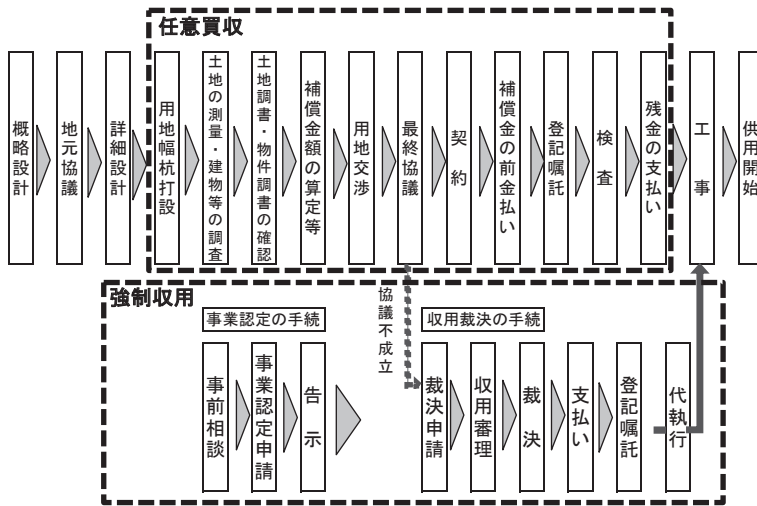 任意買収
概略設計
地元協議
詳細設計
用地幅杭打設
土地の測量・建物等の調査
土地調書・物件調書の確認
補償金額の算定等
用地交渉
最終協議
契約
補償金の前金払い
登記嘱託
検査
残金の支払い
工事
供用開始
強制収用
協議不成立
事業認定の手続
事前相談
事業認定申請
告示
収用裁決の手続
裁決申請
収用審理
裁決
支払い
登記嘱託
代執行